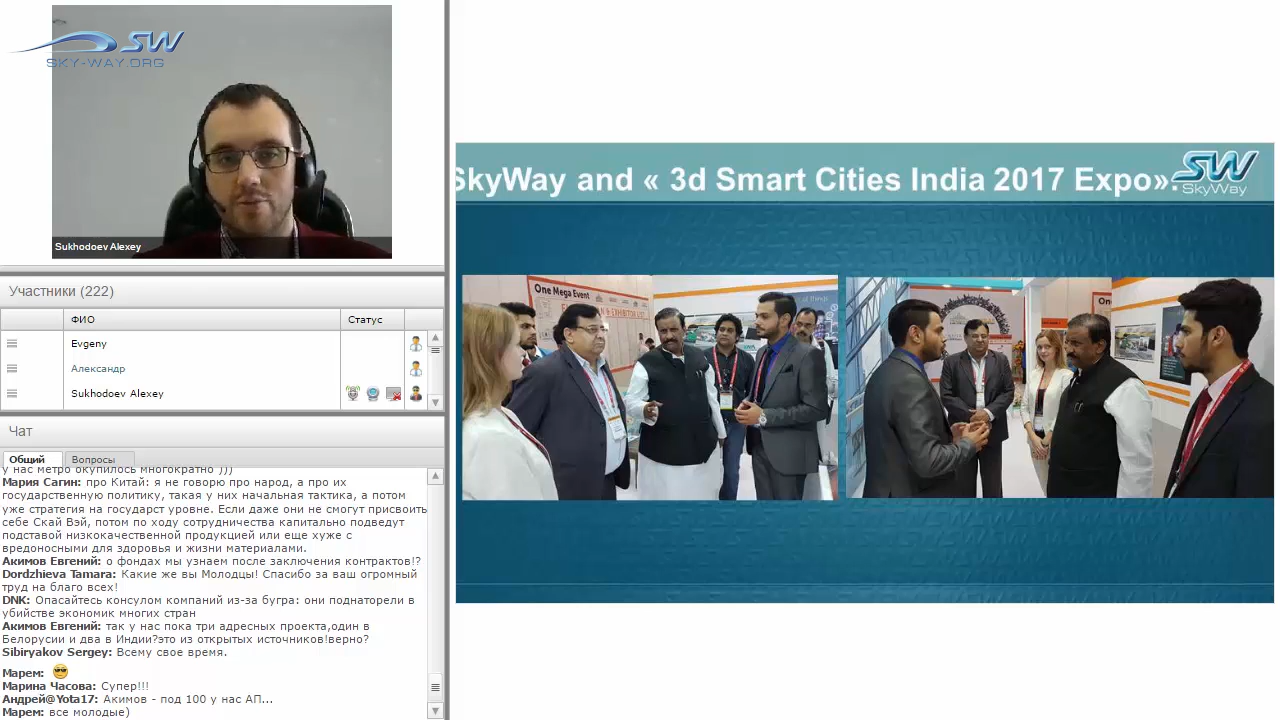 SW
SKY-WAY.ORG
Sukhodoev Alexey
Участники (222)
ФИО
Статус
Evgeny
Александр
Sukhodoev Alexey
Чат
Общий
Вопросы
у нас метро окупилось многократно )))
Мария Сагин: про Китай: я не говорю про народ, а про их
государственную политику, такая у них начальная тактика, а потом
уже стратегия на государст уровне. Если даже они не смогут присвоить
себе Скай Вэй, потом по ходу сотрудничества капитально подведут
подставой низкокачественной продукцией или еще хуже с
вредоносными для здоровья и жизни материалами.
Акимов Евгений: о фондах мы узнаем после заключения контрактов!?
Dordzhieva Tamara: Какие же вы Молодцы! Спасибо за ваш огромный
труд на благо всех!
DNK: Опасайтесь консулом компаний из-за бугра: они поднаторели в
убийстве экономик многих стран
Акимов Евгений: так у нас пока три адресных проекта,один в
Белорусии и два в Индии?это из открытых источников!верно?
Sibiryakov Sergey: Всему свое время.
Марем:
Марина Часова: Супер!!!
Андрей@Yota17: Акимов - под 100 у нас АП...
Марем: все молодые)
SkyWay and « 3d Smart Cities India 2017 Expo».
SW
SkyWay
One Mega Event
EXHIBITOR LIST
One